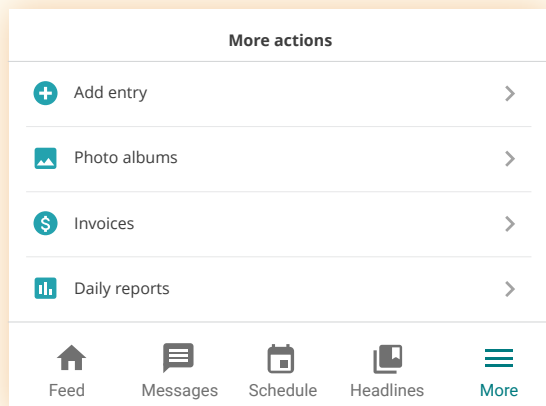 More actions
Add entry
Photo albums
Invoices
Daily reports
Feed Messages Schedule Headlines More